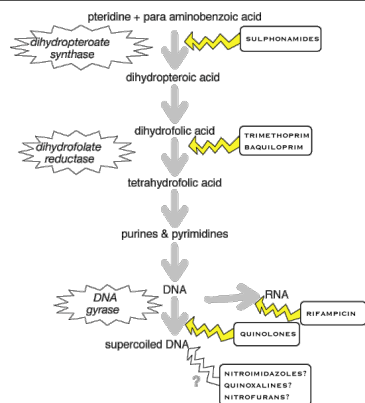 pteridine + para aminobenzoic acid
dihydropteroate
synthase
SULPHONAMIDES
dihydropteroic acid
dihydrofolic acid
dihydrofolate
reductase
TRIMETHOPRIM
BAQUILOPRIM
tetrahydrofolic acid
purines & pyrimidines
DNA
RNA
DNA
gyrase
RIFAMPICIN
QUINOLONES
supercoiled DNA
?
NITROIMIDAZOLES?
QUINOXALINES?
NITROFURANS?